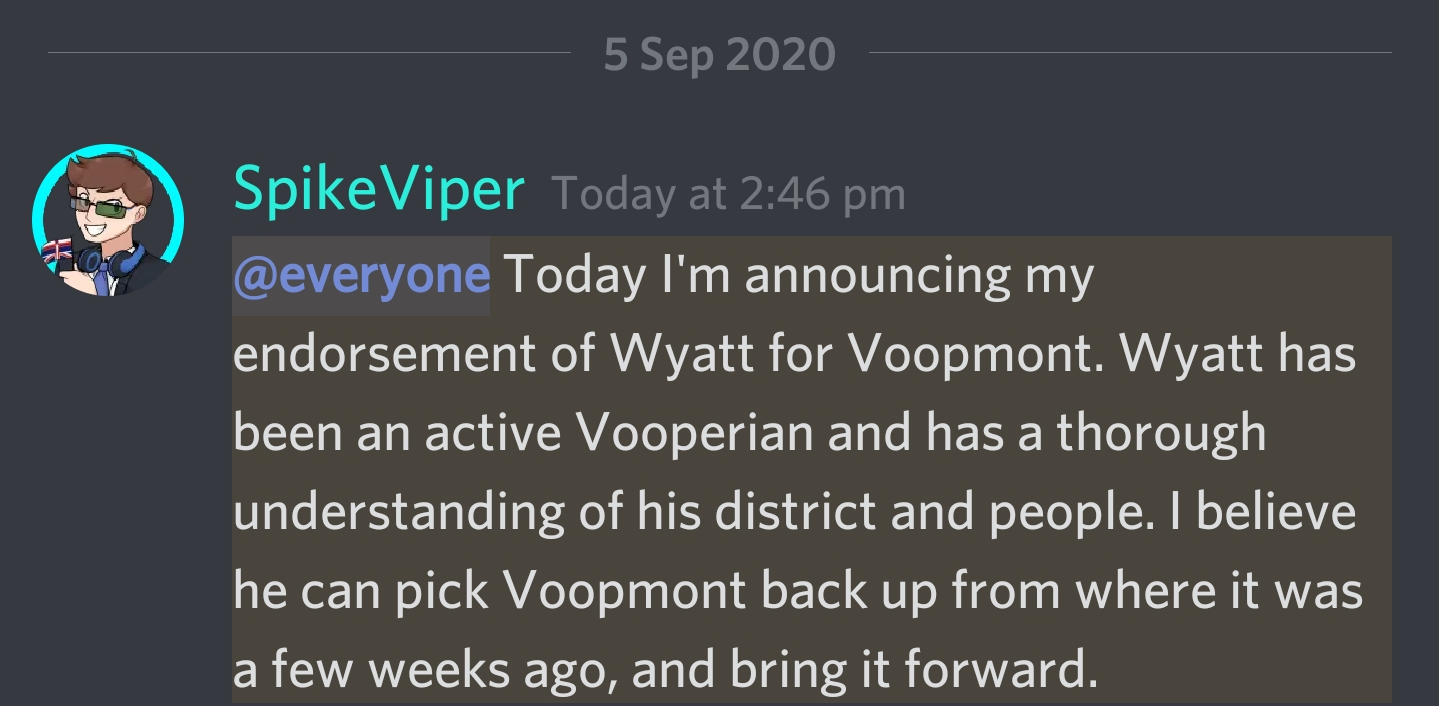 5 Sep 2020
SpikeViper Today at 2:46 pm
@everyone Today I'm announcing my
endorsement of Wyatt for Voopmont. Wyatt has
been an active Vooperian and has a thorough
understanding of his district and people. I believe
he can pick Voopmont back up from where it was
a few weeks ago, and bring it forward.